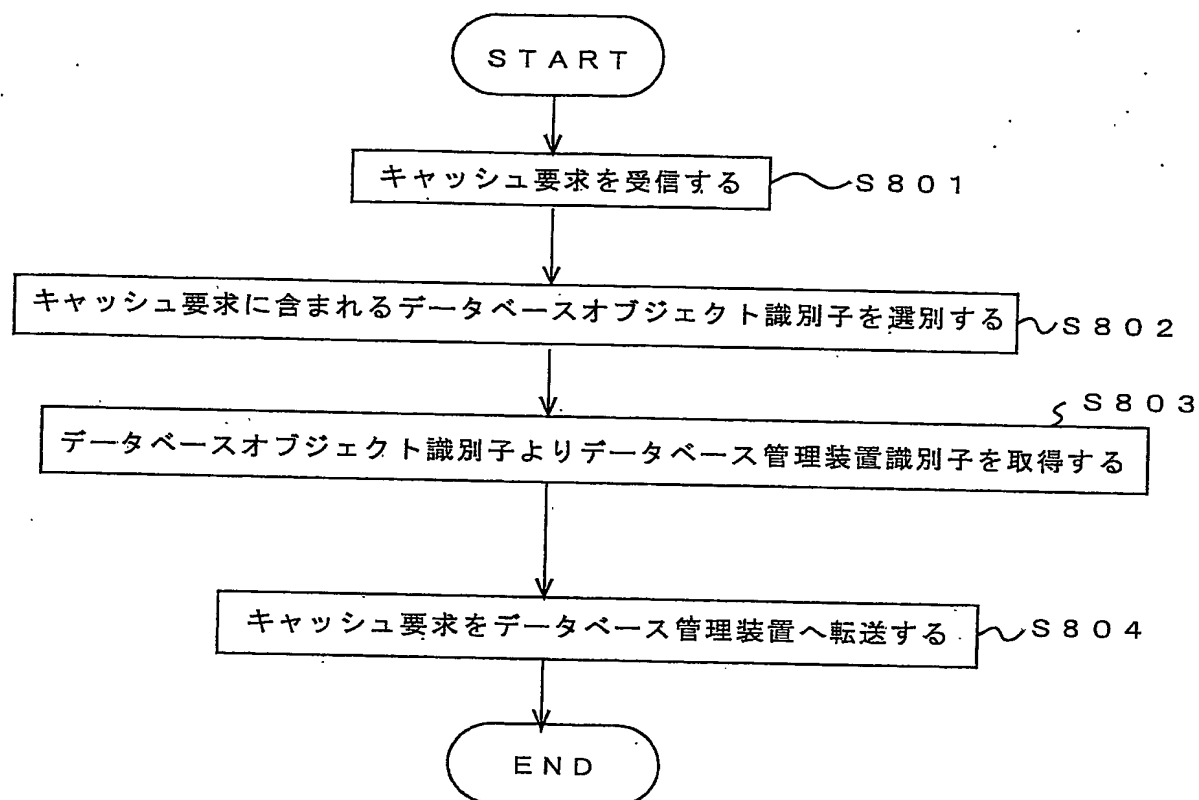 START
キャッシュ要求を受信する
S801
キャッシュ要求に含まれるデータベースオブジェクト識別子を選別する
S802
S803
データベースオブジェクト識別子よりデータベース管理装置識別子を取得する
キャッシュ要求をデータベース管理装置へ転送する
S804
END